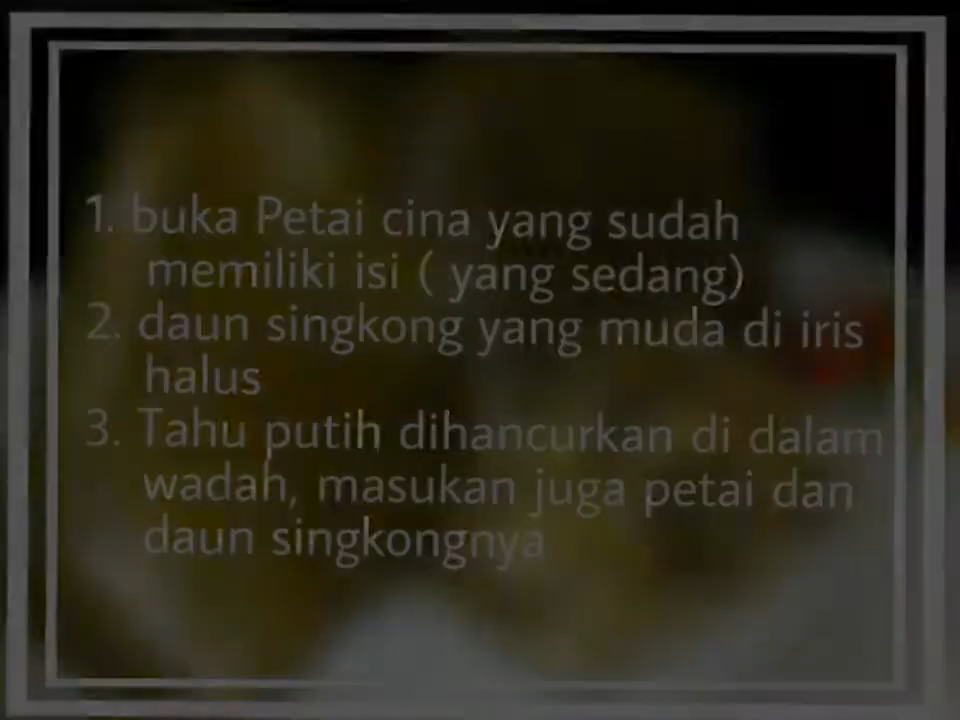 1. buka Petai cina yang sudah
memiliki isi ( yang sedang)
2. daun singkong yang muda di iris
halus
3. Tahu putih dihancurkan di dalam
wadah, masukan juga petai dan
daun singkongnya